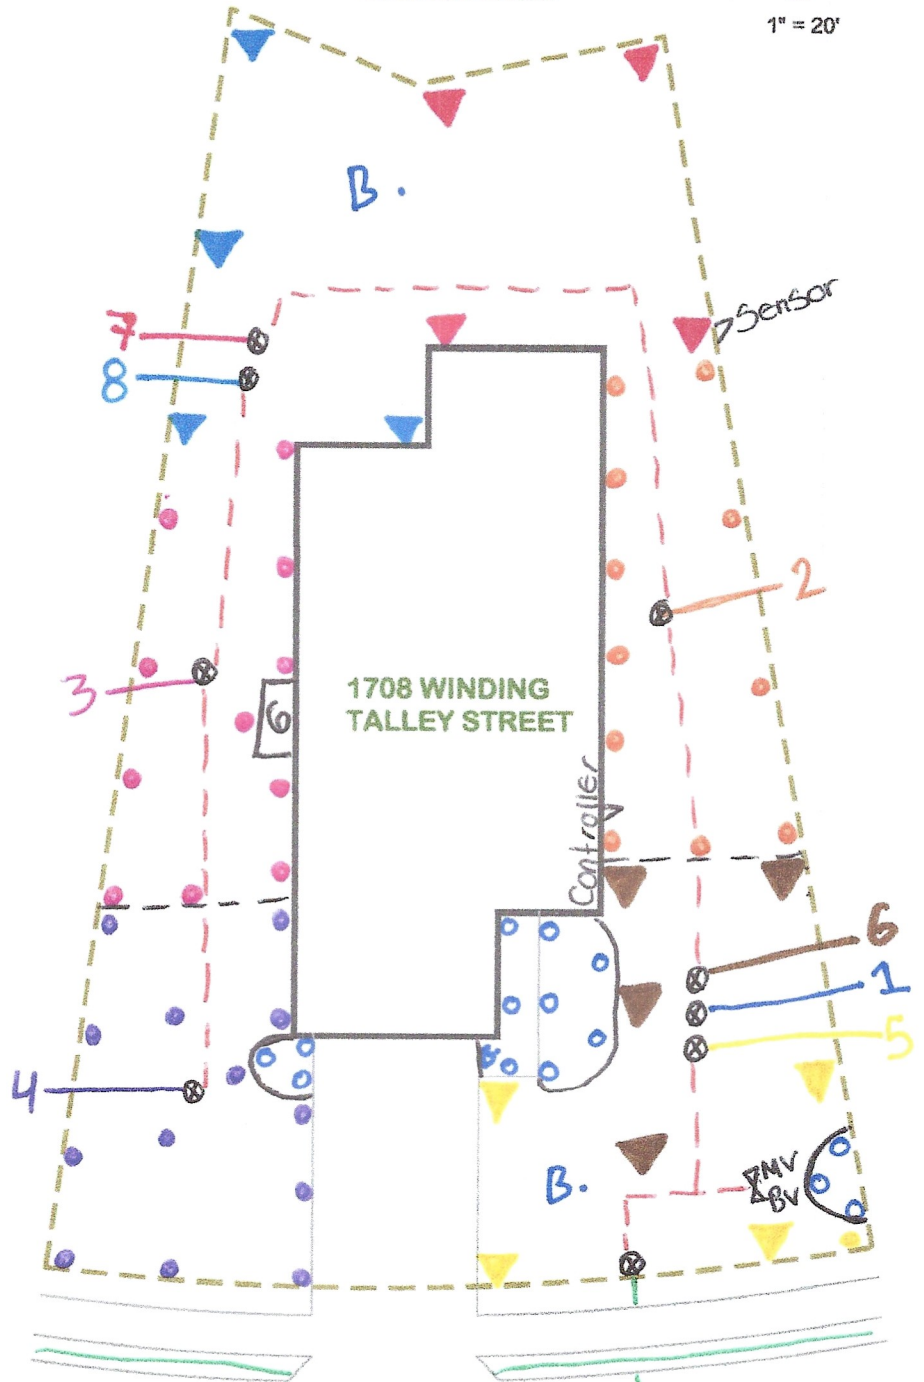 1" = 20'
B.
Sensor
7
8
2
3
6
1708 WINDING
TALLEY STREET
Controller
6
1
5
4
MV
BV
B.